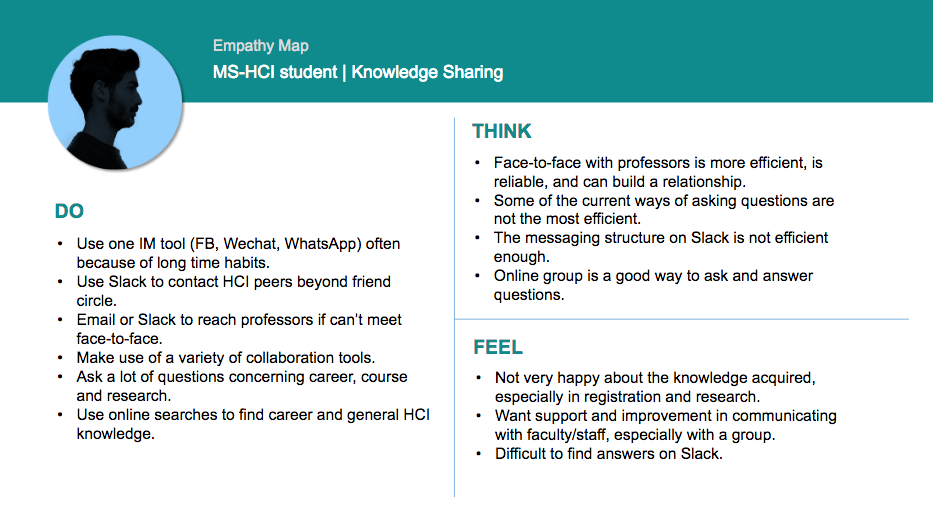 Empathy Map
MS-HCI student | Knowledge Sharing
DO
• Use one IM tool (FB, Wechat, WhatsApp) often
because of long time habits.
• Use Slack to contact HCI peers beyond friend
circle.
• Email or Slack to reach professors if can't meet
face-to-face.
• Make use of a variety of collaboration tools.
• Ask a lot of questions concerning career, course
and research.
• Use online searches to find career and general HCI
knowledge.
THINK
• Face-to-face with professors is more efficient, is
reliable, and can build a relationship.
• Some of the current ways of asking questions are
not the most efficient.
• The messaging structure on Slack is not efficient
enough.
• Online group is a good way to ask and answer
questions.
FEEL
• Not very happy about the knowledge acquired,
especially in registration and research.
• Want support and improvement in communicating
with faculty/staff, especially with a group.
• Difficult to find answers on Slack.